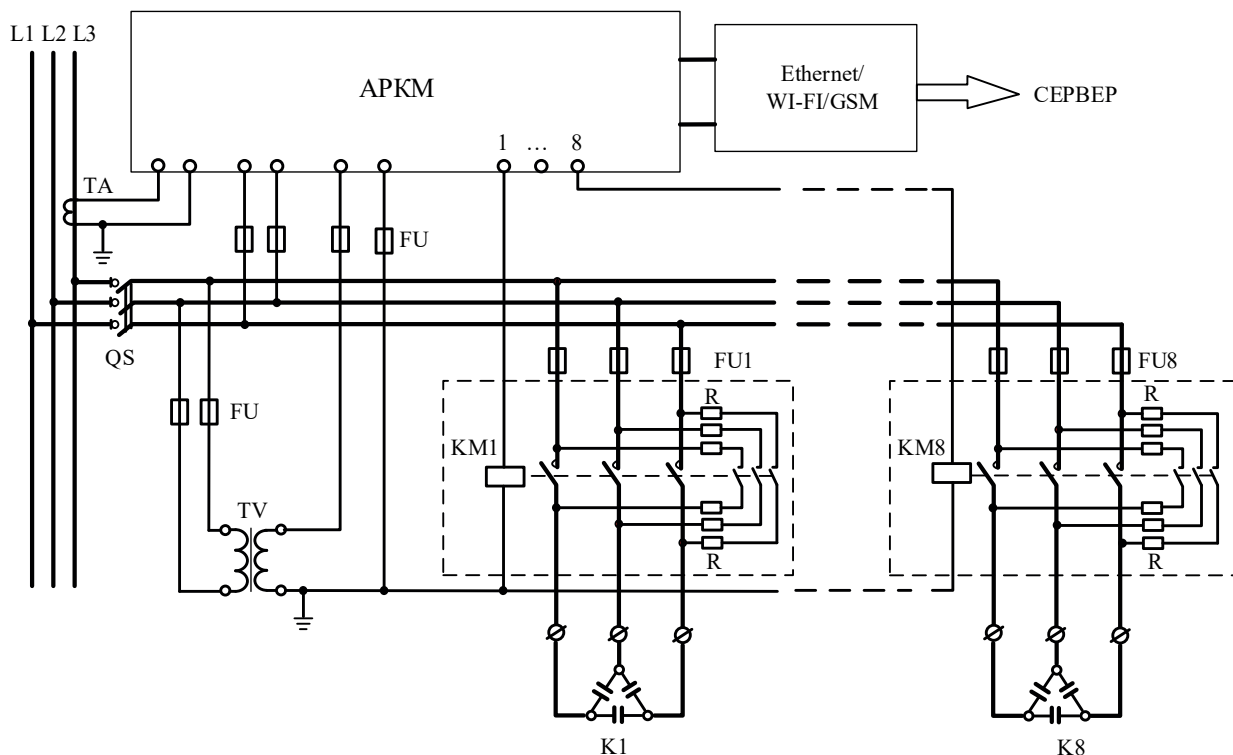 L1 L2 L3
АРКМ
Ethernet/
WI-FI/GSM
СЕРВЕР
1 ... 8
TA
FU
QS
FU1
FU8
FU
R
R
KM1
KM8
TV
R
R
K1
K8